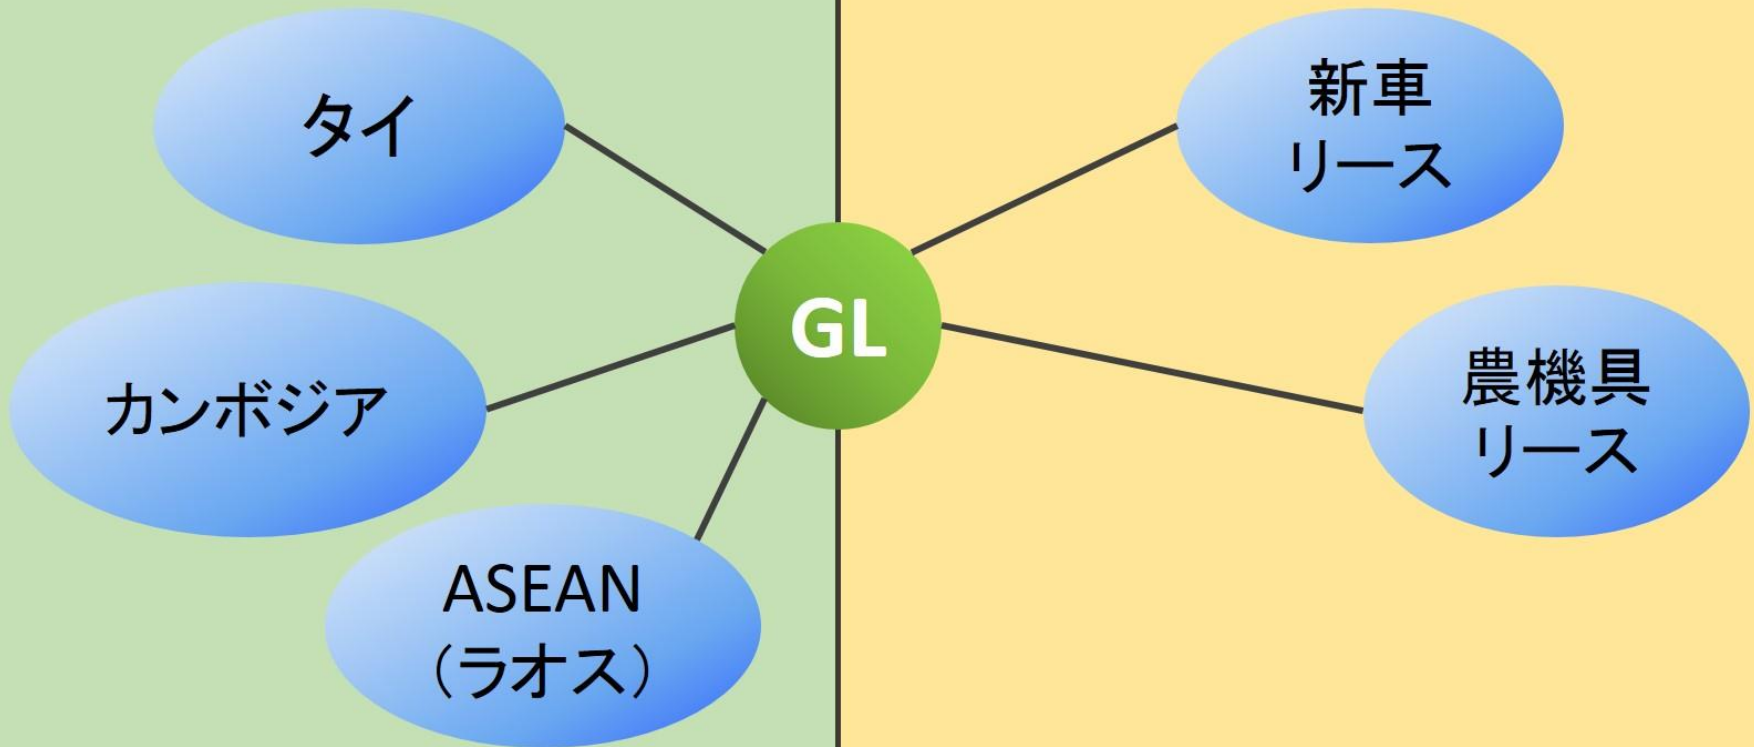 タイ
新車
リース
GL
カンボジア
農機具
リース
ASEAN
（ラオス）